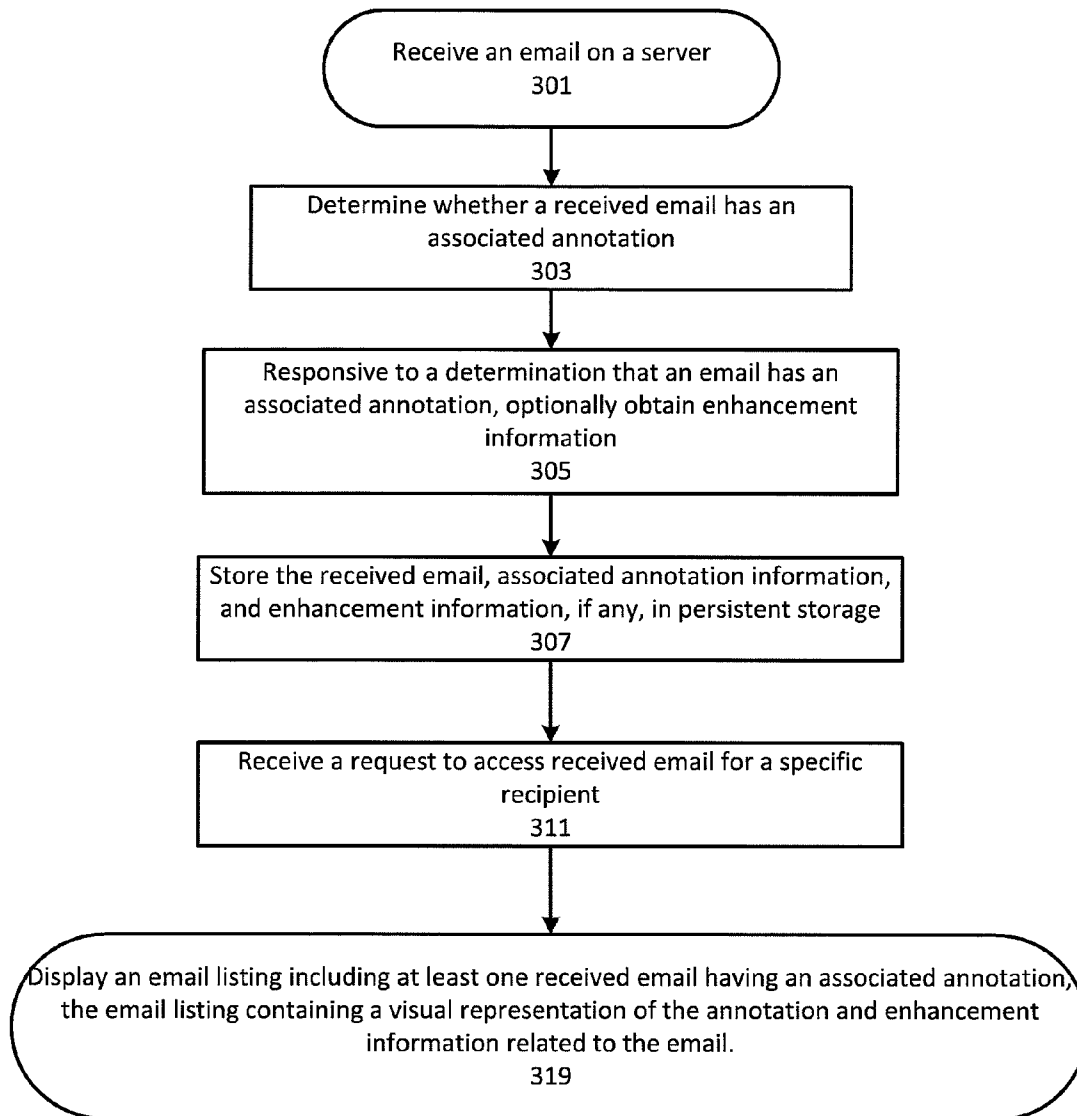 Receive an email on a server
301
Determine whether a received email has an
associated annotation
303
Responsive to a determination that an email has an
associated annotation, optionally obtain enhancement
information
305
Store the received email, associated annotation information,
and enhancement information, if any, in persistent storage
307
Receive a request to access received email for a specific
recipient
311
Display an email listing including at least one received email having an associated annotation,
the email listing containing a visual representation of the annotation and enhancement
information related to the email.
319